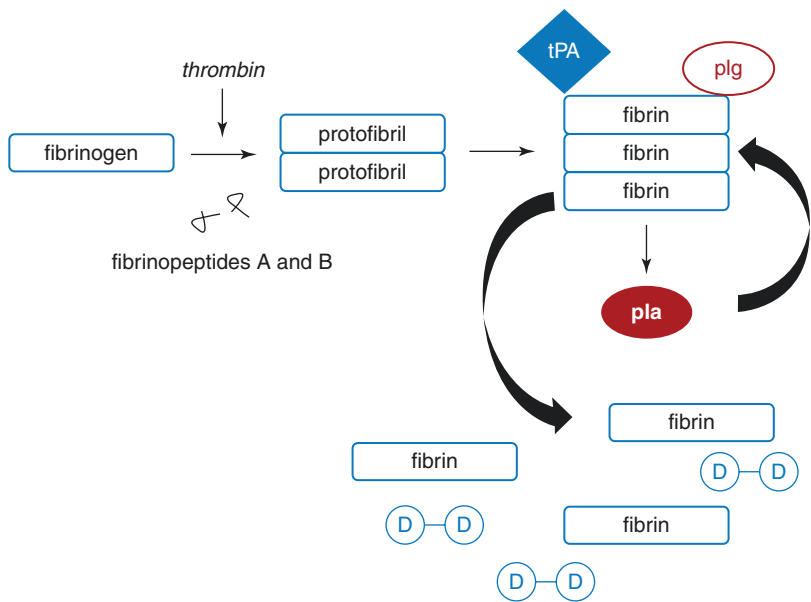 tPA
plg
thrombin
fibrinogen
protofibril
protofibril
fibrin
fibrin
fibrin
fibrinopeptides A and B
pla
fibrin
D D
fibrin
D D
fibrin
D D